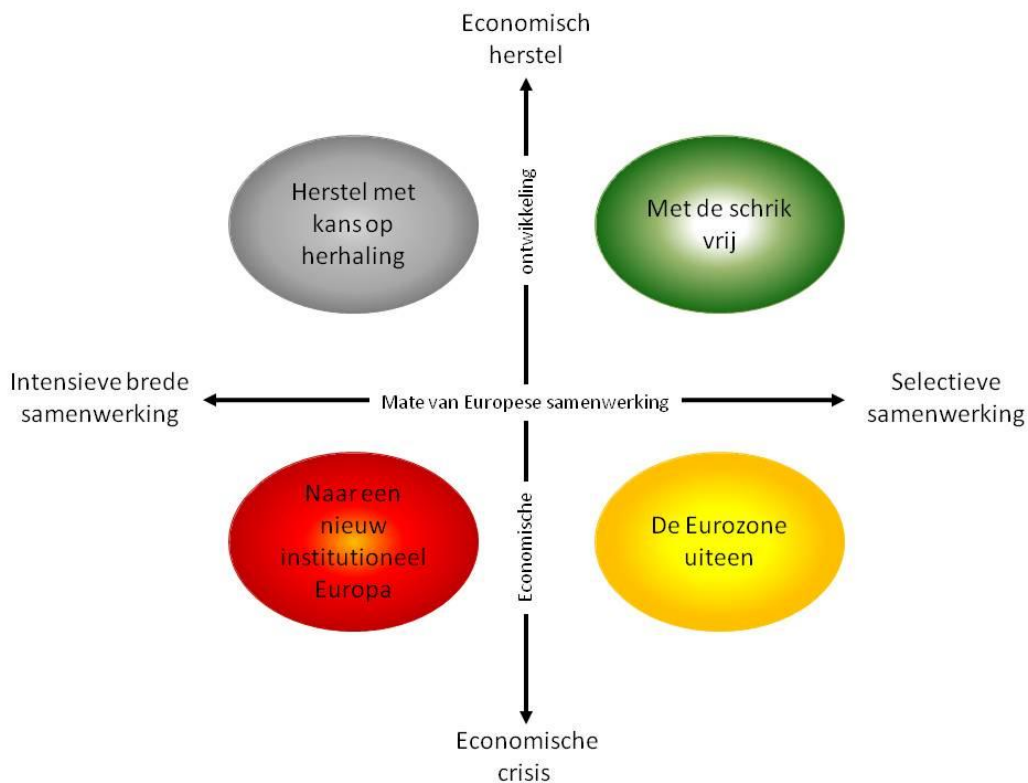 Economisch
herstel
Herstel met
kans op
herhaling
ontwikkeling
Met de schrik
vrij
Intensieve brede
samenwerking
Mate van Europese samenwerking
Selectieve
samenwerking
Naar een
nieuw
institutioneel
Europa
Economische
De Eurozone
uiteen
Economische
crisis